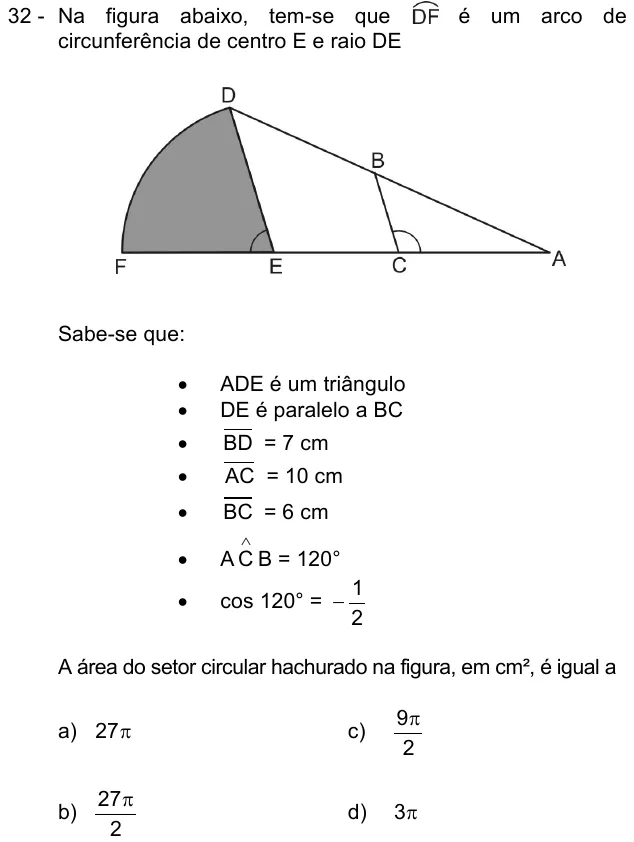 32 - Na figura abaixo, tem-se que DF é um arco de
circunferência de centro E e raio DE
D
B
F
E
C
A
Sabe-se que:
• ADE é um triângulo
• DE é paralelo a BC
• BD = 7 cm
• AC = 10 cm
• BC = 6 cm
• AĈB = 120°
• cos 120° = −1/2
A área do setor circular hachurado na figura, em cm², é igual a
a) 27π
c) 9π/2
b) 27π/2
d) 3π